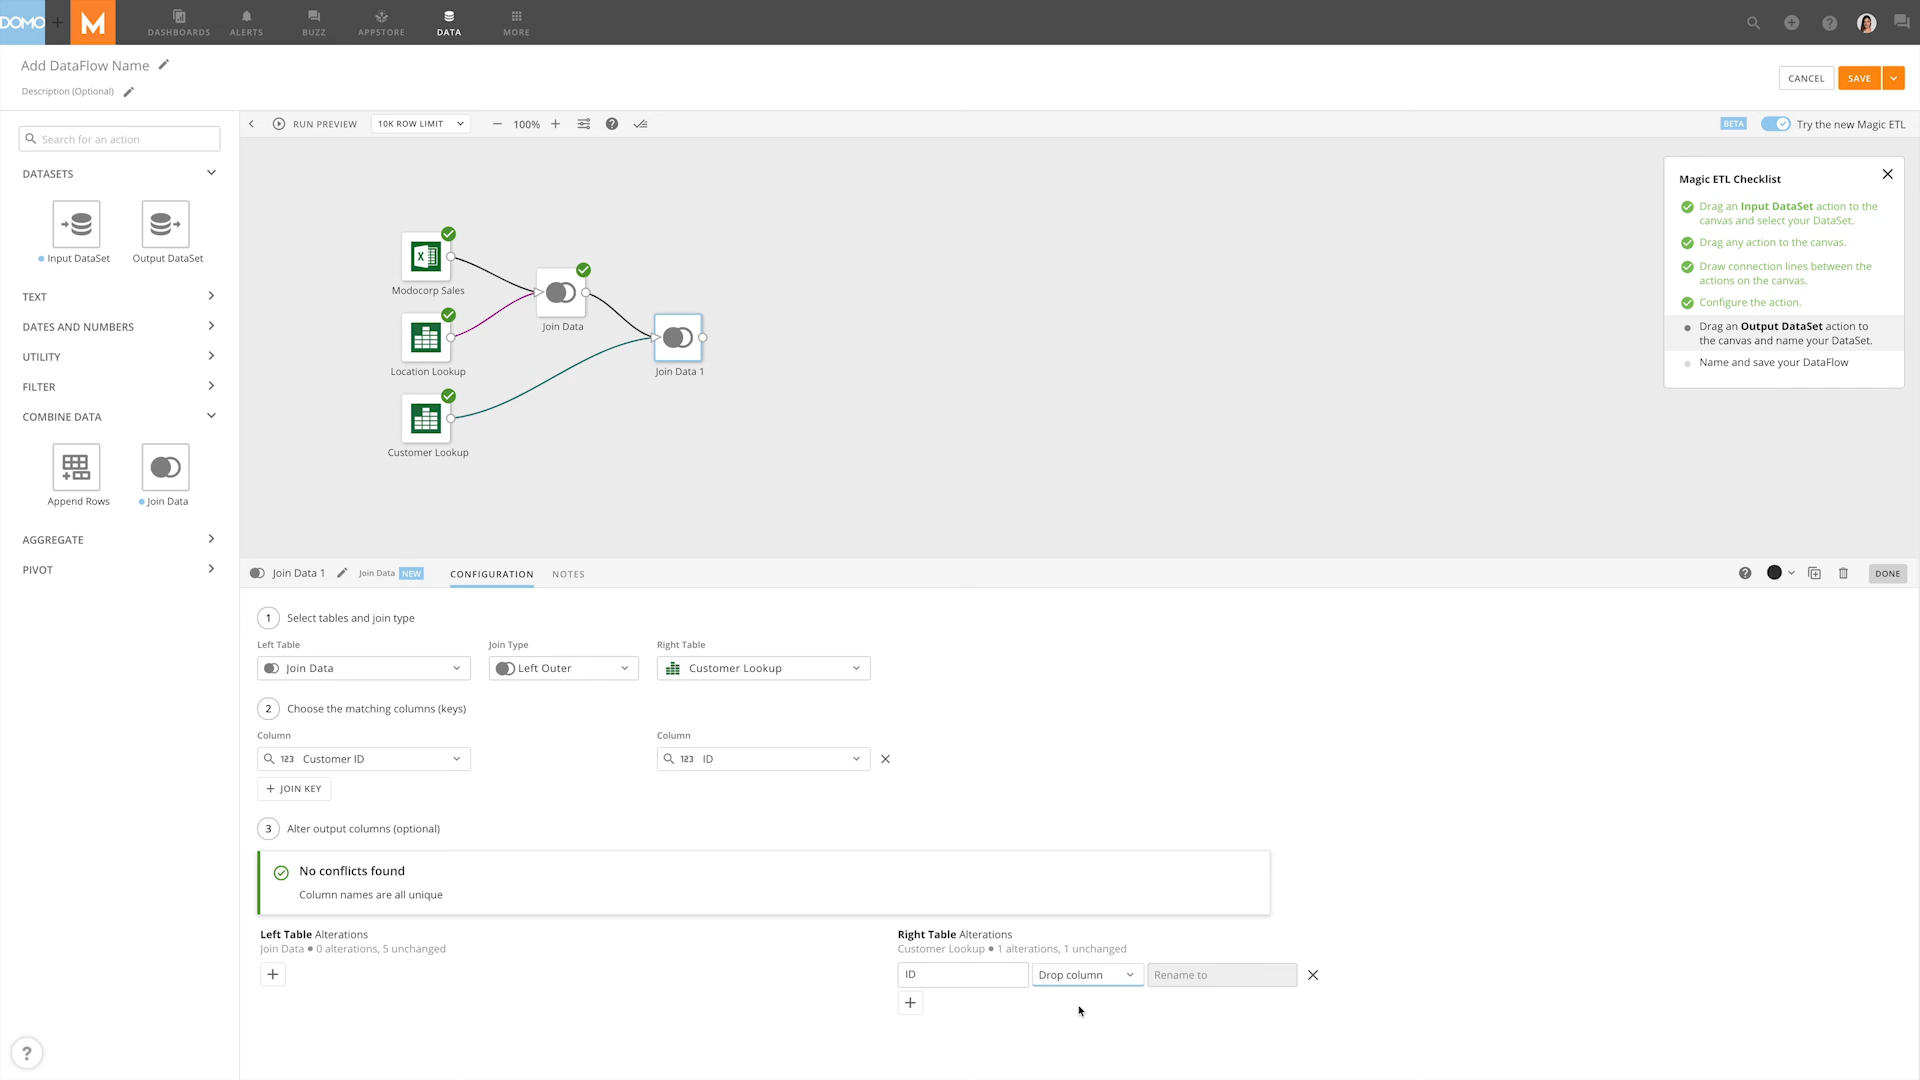 DOMO
M
DASHBOARDS
ALERTS
BUZZ
APPSTORE
DATA
MORE
Add DataFlow Name
Description (Optional)
CANCEL
SAVE
Search for an action
DATASETS
Input DataSet
Output DataSet
TEXT
DATES AND NUMBERS
UTILITY
FILTER
COMBINE DATA
Append Rows
Join Data
AGGREGATE
PIVOT
RUN PREVIEW
10K ROW LIMIT
100%
BETA
Try the new Magic ETL
Modocorp Sales
Location Lookup
Customer Lookup
Join Data
Join Data 1
Magic ETL Checklist
Drag an Input DataSet action to the
canvas and select your DataSet.
Drag any action to the canvas.
Draw connection lines between the
actions on the canvas.
Configure the action.
Drag an Output DataSet action to
the canvas and name your DataSet.
Name and save your DataFlow
Join Data 1
Join Data NEW
CONFIGURATION
NOTES
DONE
1 Select tables and join type
Left Table
Join Type
Right Table
Join Data
Left Outer
Customer Lookup
2 Choose the matching columns (keys)
Column
Column
123 Customer ID
123 ID
+ JOIN KEY
3 Alter output columns (optional)
No conflicts found
Column names are all unique
Left Table Alterations
Join Data • 0 alterations, 5 unchanged
Right Table Alterations
Customer Lookup • 1 alterations, 1 unchanged
ID
Drop column
Rename to